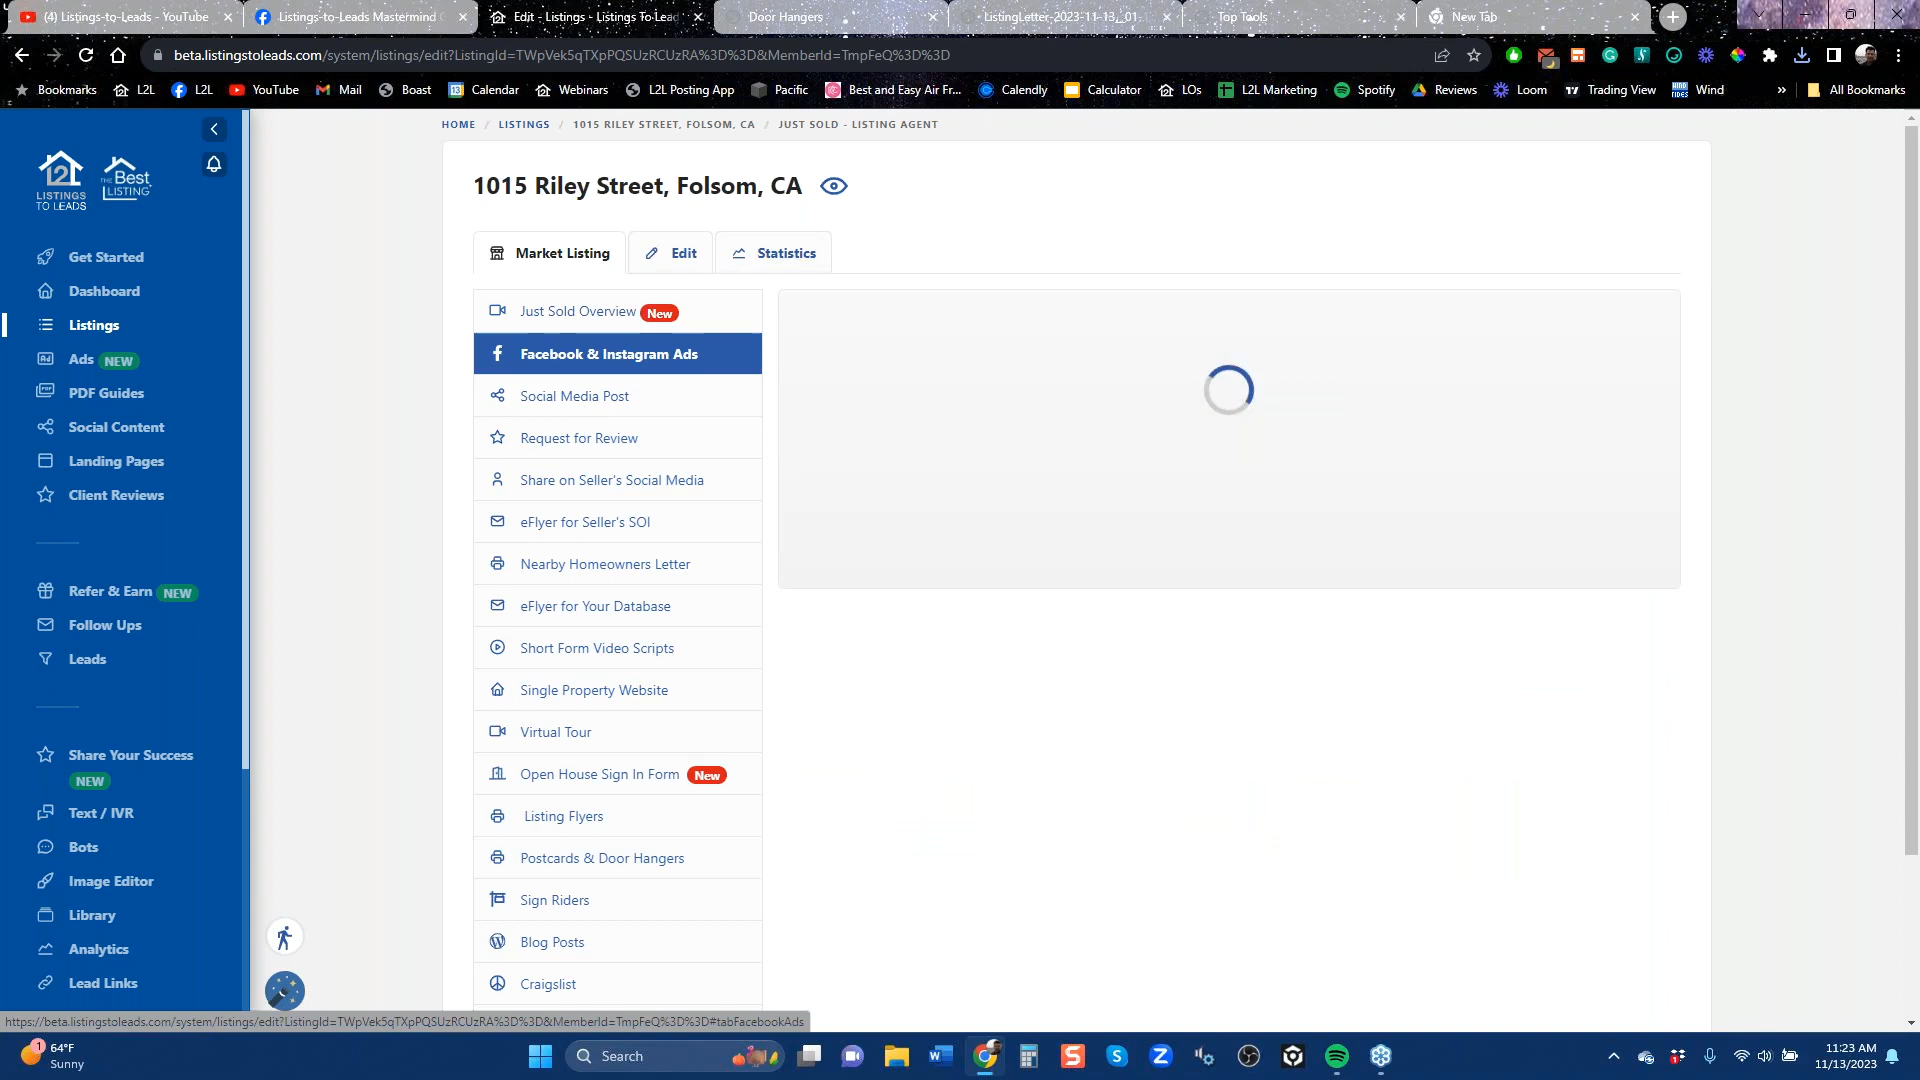 (4) Listings-to-Leads - YouTube
Listings-to-Leads Mastermind G
Edit - Listings - Listings To Lead
Door Hangers
ListingLetter-2023-11-13,_01.
Top Tools
New Tab
beta.listingstoleads.com/system/listings/edit?ListingId=TWpVek5qTXpPQSUzRCUzRA%3D%3D&MemberId=TmpFeQ%3D%3D
Bookmarks
L2L
L2L
YouTube
Mail
Boast
Calendar
Webinars
L2L Posting App
Pacific
Best and Easy Air Fr...
Calendly
Calculator
LOs
L2L Marketing
Spotify
Reviews
Loom
Trading View
Wind
»
All Bookmarks
L2L
LISTINGS
TO LEADS
THE Best
LISTING
Get Started
Dashboard
Listings
Ads NEW
PDF Guides
Social Content
Landing Pages
Client Reviews
Refer & Earn NEW
Follow Ups
Leads
Share Your Success
NEW
Text / IVR
Bots
Image Editor
Library
Analytics
Lead Links
HOME / LISTINGS / 1015 RILEY STREET, FOLSOM, CA / JUST SOLD - LISTING AGENT
1015 Riley Street, Folsom, CA
Market Listing
Edit
Statistics
Just Sold Overview New
Facebook & Instagram Ads
Social Media Post
Request for Review
Share on Seller's Social Media
eFlyer for Seller's SOI
Nearby Homeowners Letter
eFlyer for Your Database
Short Form Video Scripts
Single Property Website
Virtual Tour
Open House Sign In Form New
Listing Flyers
Postcards & Door Hangers
Sign Riders
Blog Posts
Craigslist
https://beta.listingstoleads.com/system/listings/edit?ListingId=TWpVek5qTXpPQSUzRCUzRA%3D%3D&MemberId=TmpFeQ%3D%3D#tabFacebookAds
1
64°F
Sunny
Search
11:23 AM
11/13/2023